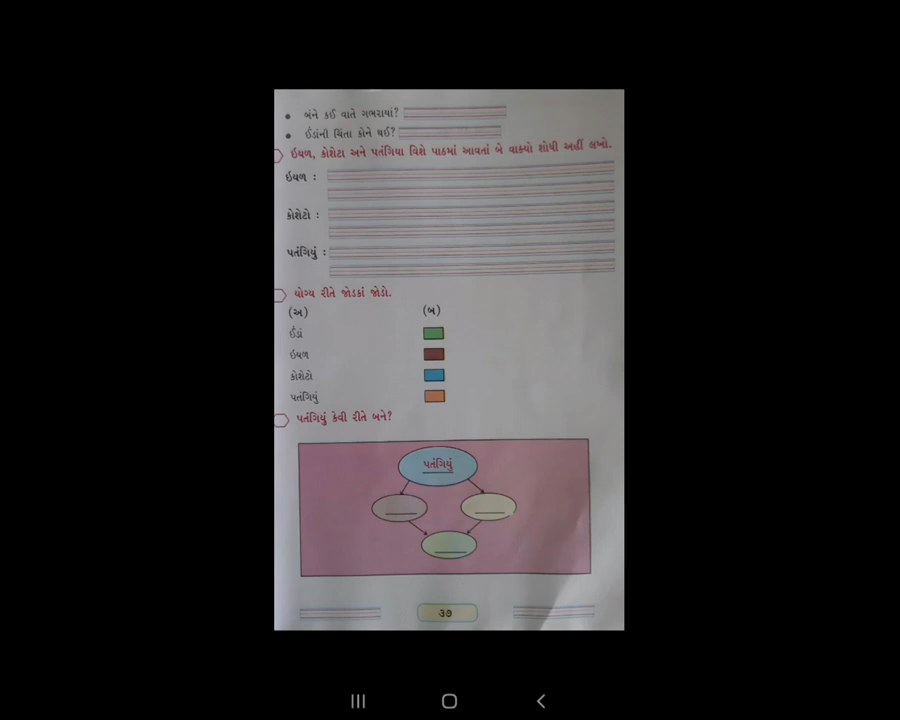 બંને કઈ વાતે ગભરાયાં?
ઈંડાંની ચિંતા કોને થઈ?
ઇયળ, કોશેટા અને પતંગિયા વિશે પાઠમાં આવતાં બે વાક્યો શોધી અહીં લખો.
ઇયળ :
કોશેટો :
પતંગિયું :
યોગ્ય રીતે જોડકાં જોડો.
(અ) (બ)
ઈંડાં
ઇયળ
કોશેટો
પતંગિયું
પતંગિયું કેવી રીતે બને?
પતંગિયું
૩૭